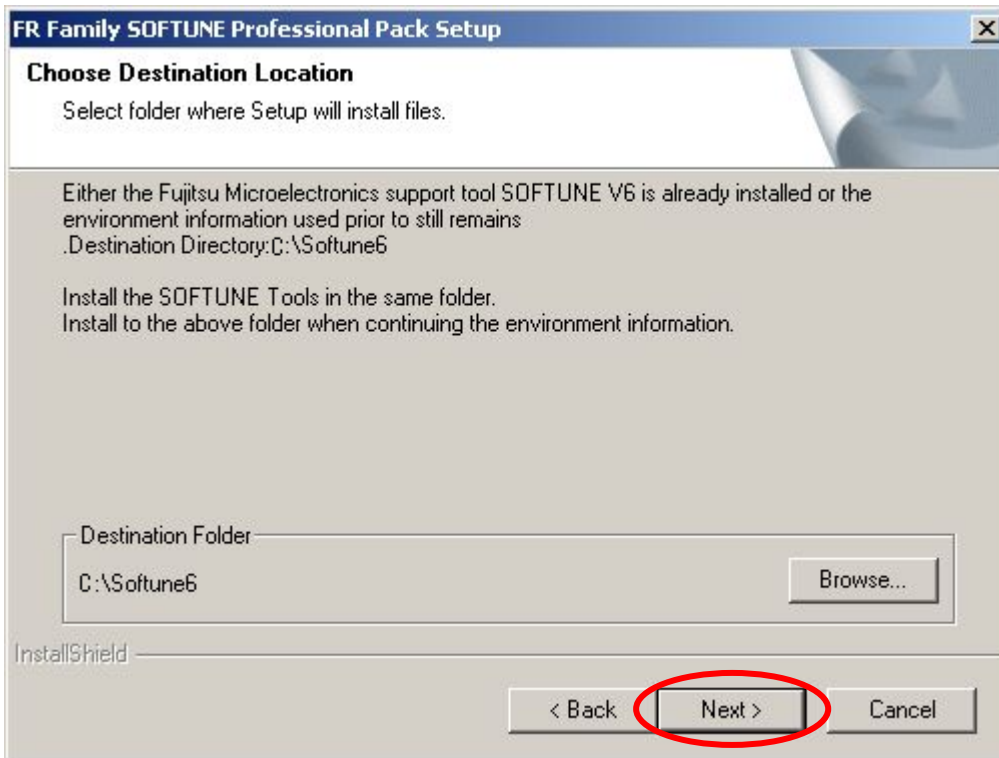 FR Family SOFTUNE Professional Pack Setup
Choose Destination Location
Select folder where Setup will install files.
Either the Fujitsu Microelectronics support tool SOFTUNE V6 is already installed or the
environment information used prior to still remains
.Destination Directory:C:\Softune6
Install the SOFTUNE Tools in the same folder.
Install to the above folder when continuing the environment information.
Destination Folder
C:\Softune6
Browse...
InstallShield
< Back
Next >
Cancel